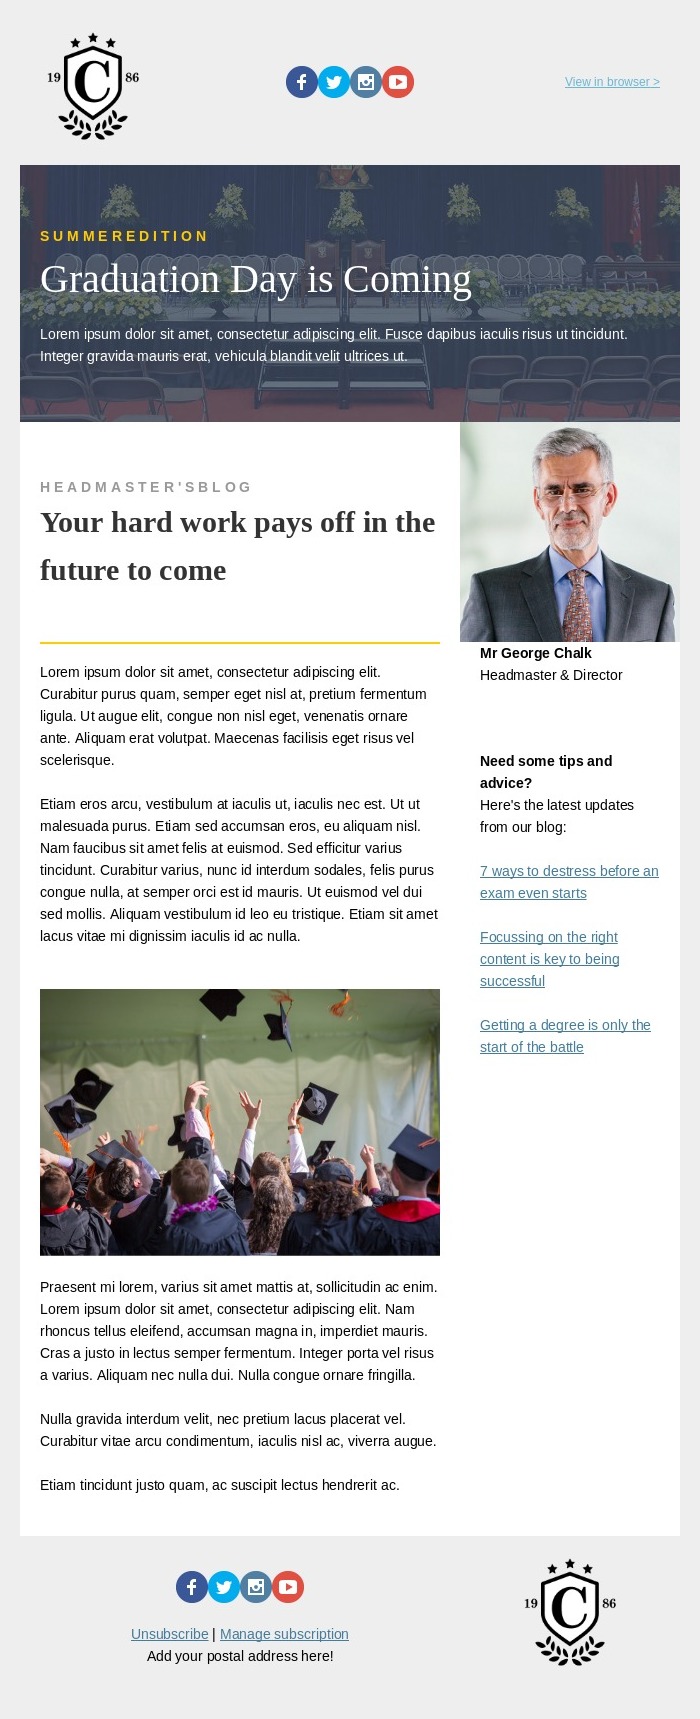 19 C 86
View in browser >
SUMMEREDITION
Graduation Day is Coming
Lorem ipsum dolor sit amet, consectetur adipiscing elit. Fusce dapibus iaculis risus ut tincidunt.
Integer gravida mauris erat, vehicula blandit velit ultrices ut.
HEADMASTER'SBLOG
Your hard work pays off in the
future to come
Lorem ipsum dolor sit amet, consectetur adipiscing elit.
Curabitur purus quam, semper eget nisl at, pretium fermentum
ligula. Ut augue elit, congue non nisl eget, venenatis ornare
ante. Aliquam erat volutpat. Maecenas facilisis eget risus vel
scelerisque.
Etiam eros arcu, vestibulum at iaculis ut, iaculis nec est. Ut ut
malesuada purus. Etiam sed accumsan eros, eu aliquam nisl.
Nam faucibus sit amet felis at euismod. Sed efficitur varius
tincidunt. Curabitur varius, nunc id interdum sodales, felis purus
congue nulla, at semper orci est id mauris. Ut euismod vel dui
sed mollis. Aliquam vestibulum id leo eu tristique. Etiam sit amet
lacus vitae mi dignissim iaculis id ac nulla.
Praesent mi lorem, varius sit amet mattis at, sollicitudin ac enim.
Lorem ipsum dolor sit amet, consectetur adipiscing elit. Nam
rhoncus tellus eleifend, accumsan magna in, imperdiet mauris.
Cras a justo in lectus semper fermentum. Integer porta vel risus
a varius. Aliquam nec nulla dui. Nulla congue ornare fringilla.
Nulla gravida interdum velit, nec pretium lacus placerat vel.
Curabitur vitae arcu condimentum, iaculis nisl ac, viverra augue.
Etiam tincidunt justo quam, ac suscipit lectus hendrerit ac.
Mr George Chalk
Headmaster & Director
Need some tips and
advice?
Here's the latest updates
from our blog:
7 ways to destress before an
exam even starts
Focussing on the right
content is key to being
successful
Getting a degree is only the
start of the battle
Unsubscribe | Manage subscription
Add your postal address here!
19 C 86